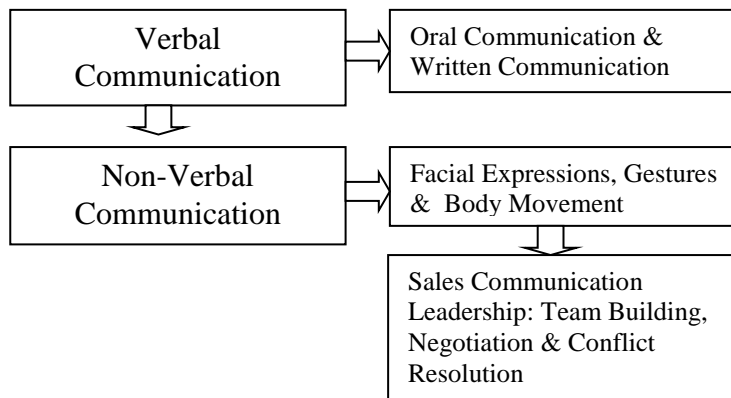 Verbal
Communication
Oral Communication &
Written Communication
Non-Verbal
Communication
Facial Expressions, Gestures
& Body Movement
Sales Communication
Leadership: Team Building,
Negotiation & Conflict
Resolution